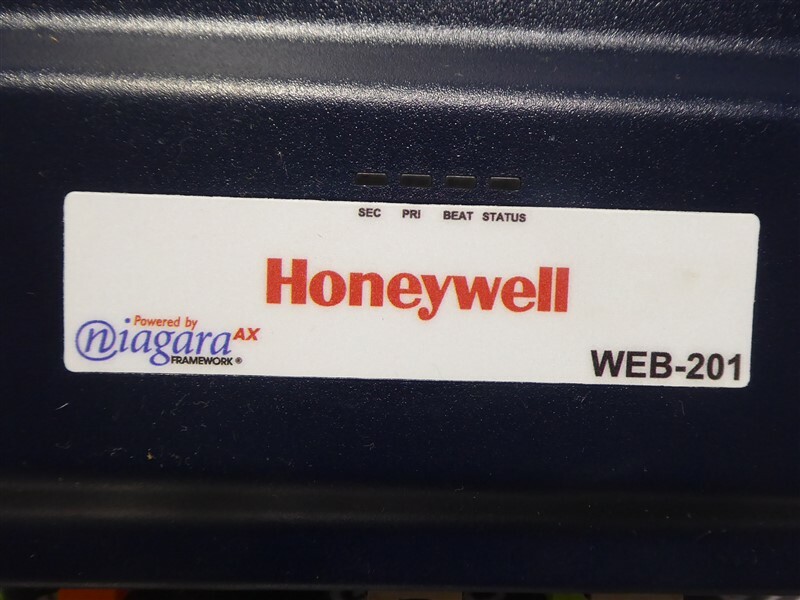 SEC PRI BEAT STATUS
Honeywell
Powered by
niagara AX
FRAMEWORK ®
WEB-201